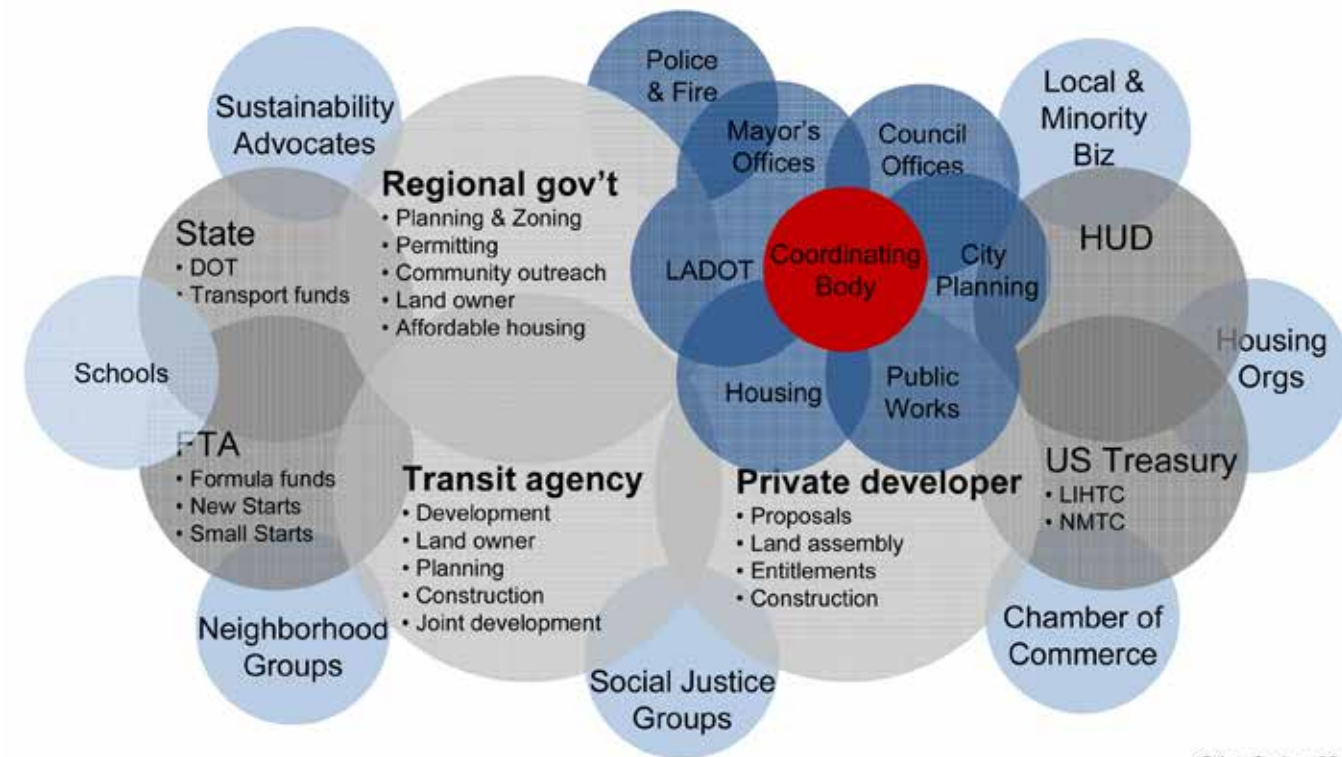 Police
& Fire
Sustainability
Advocates
Mayor's
Offices
Council
Offices
Local &
Minority
Biz
Regional gov't
• Planning & Zoning
• Permitting
• Community outreach
• Land owner
• Affordable housing
State
• DOT
• Transport funds
LADOT
Coordinating
Body
City
Planning
HUD
Schools
Housing
Public
Works
Housing
Orgs
FTA
• Formula funds
• New Starts
• Small Starts
Transit agency
• Development
• Land owner
• Planning
• Construction
• Joint development
Private developer
• Proposals
• Land assembly
• Entitlements
• Construction
US Treasury
• LIHTC
• NMTC
Neighborhood
Groups
Social Justice
Groups
Chamber of
Commerce